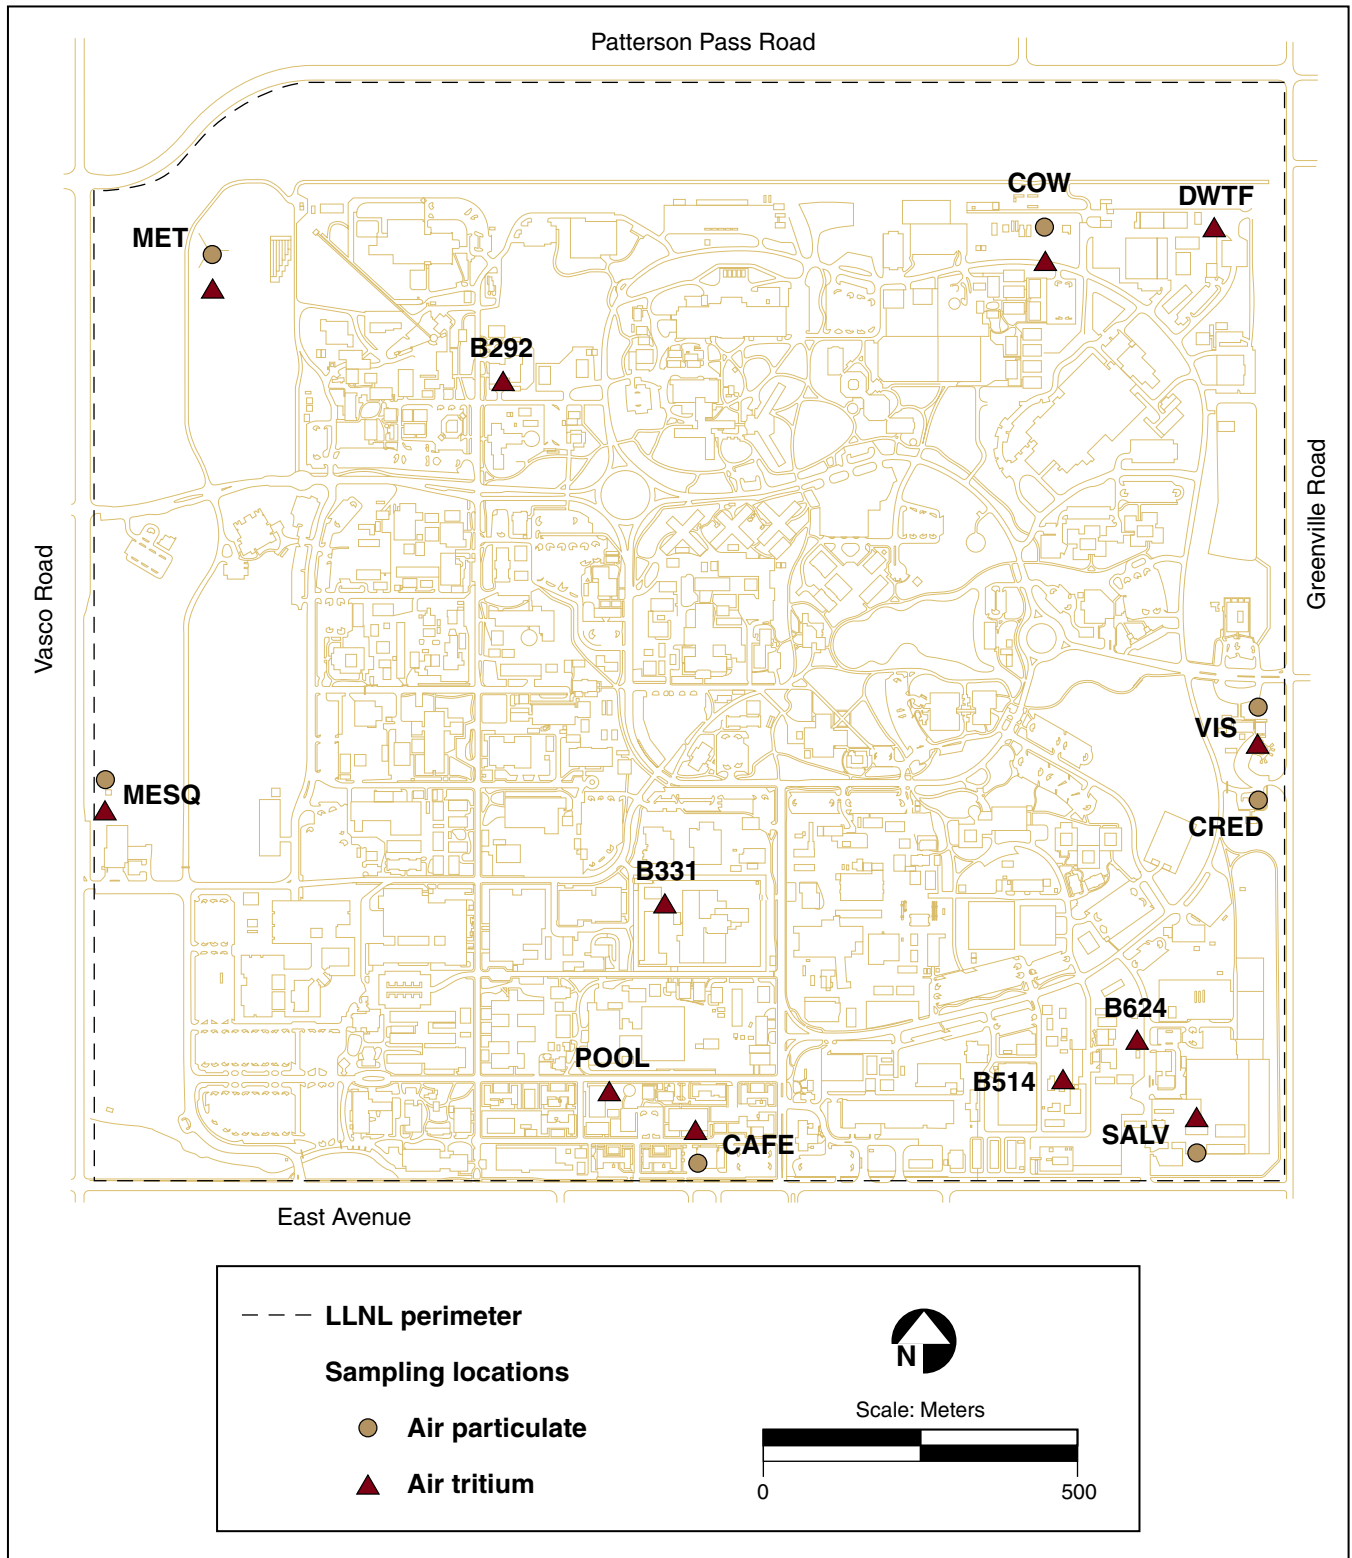 Patterson Pass Road
COW
DWTF
MET
B292
Greenville Road
Vasco Road
VIS
MESQ
CRED
B331
B624
POOL
B514
SALV
CAFE
East Avenue
LLNL perimeter
Sampling locations
N
Air particulate
Scale: Meters
Air tritium
0 500